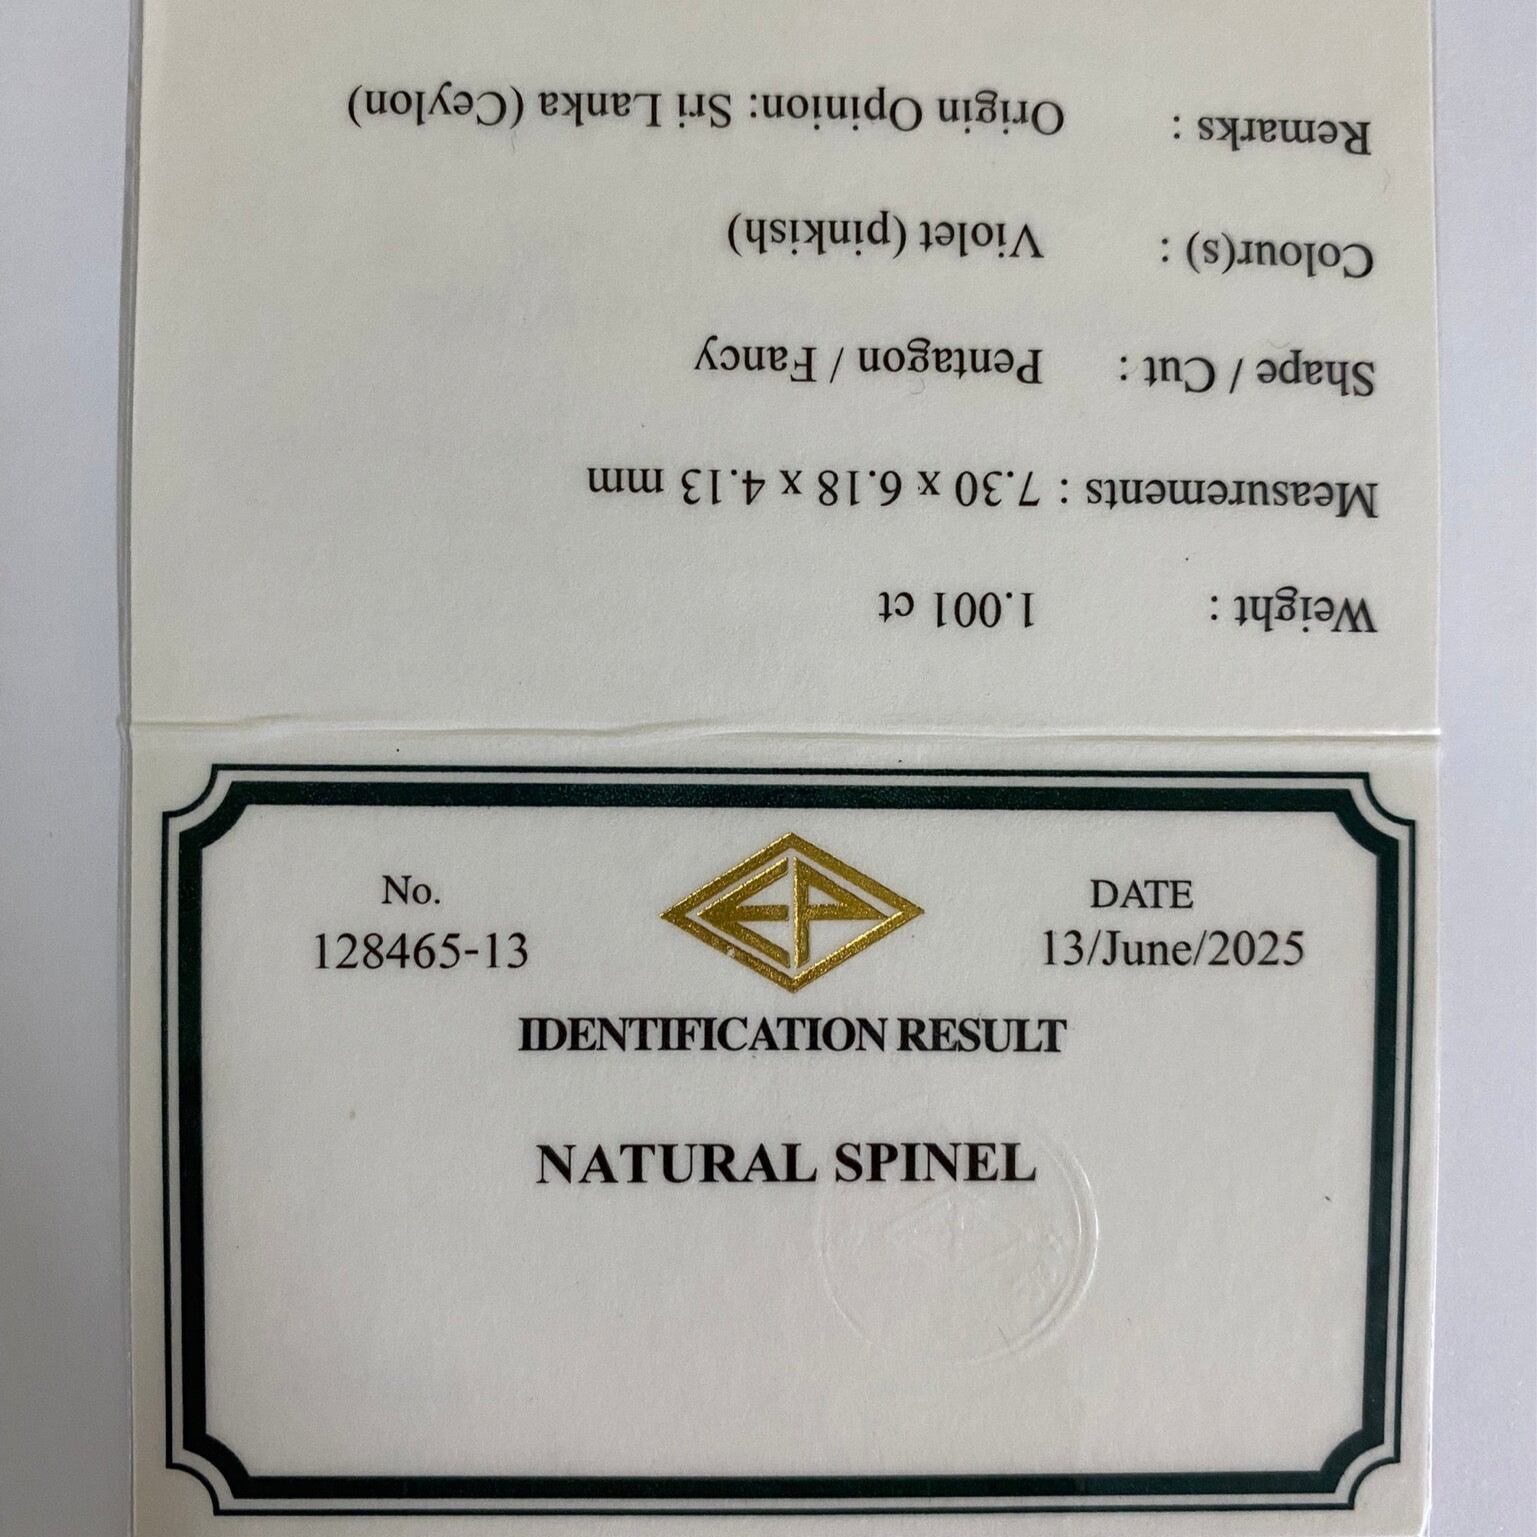 Weight : 1.001 ct
Measurements : 7.30 x 6.18 x 4.13 mm
Shape / Cut : Pentagon / Fancy
Colour(s) : Violet (pinkish)
Remarks : Origin Opinion: Sri Lanka (Ceylon)
No.
128465-13
EP
DATE
13/June/2025
IDENTIFICATION RESULT
NATURAL SPINEL